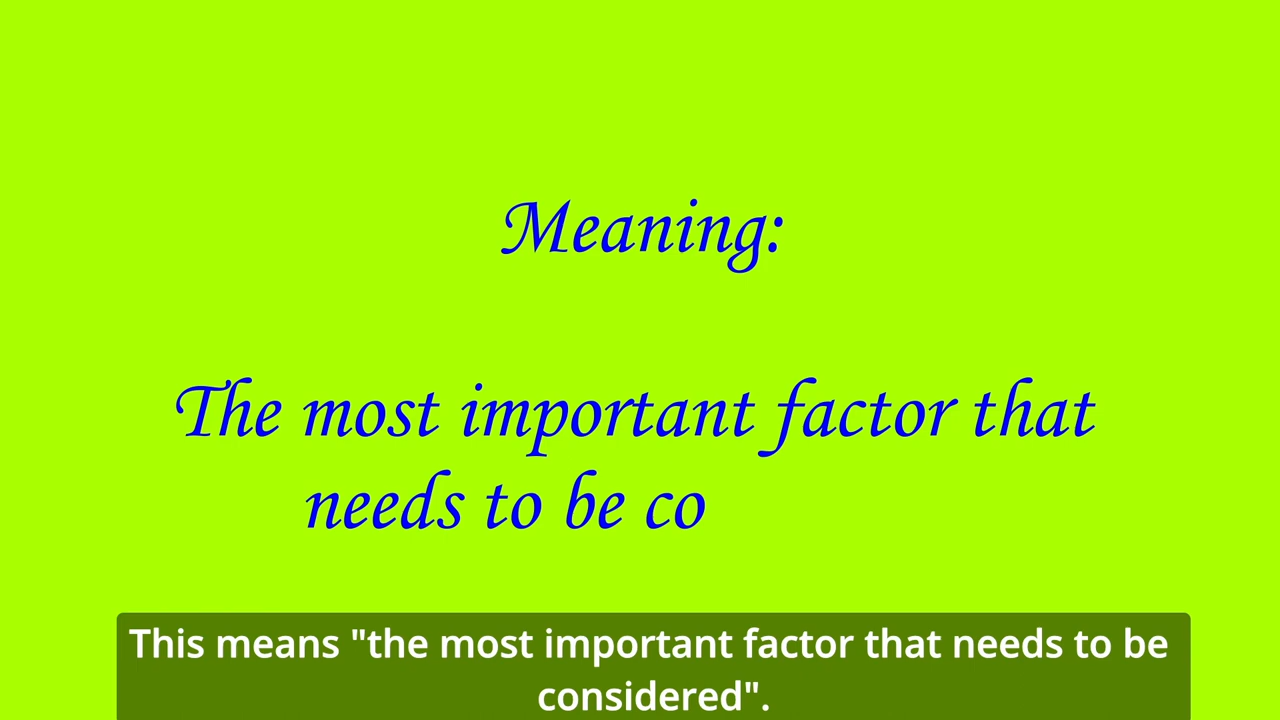 Meaning:
The most important factor that
needs to be co
This means "the most important factor that needs to be
considered".